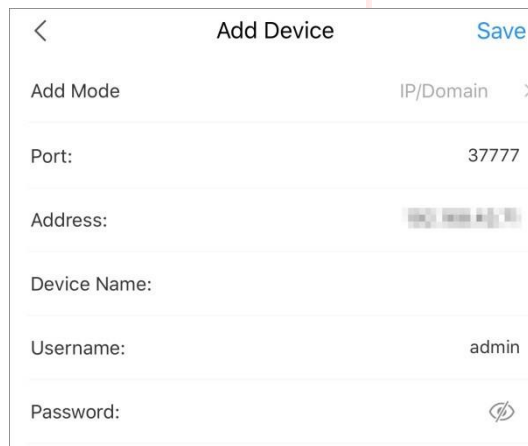 Add Device Save
Add Mode IP/Domain
Port: 37777
Address:
Device Name:
Username: admin
Password: